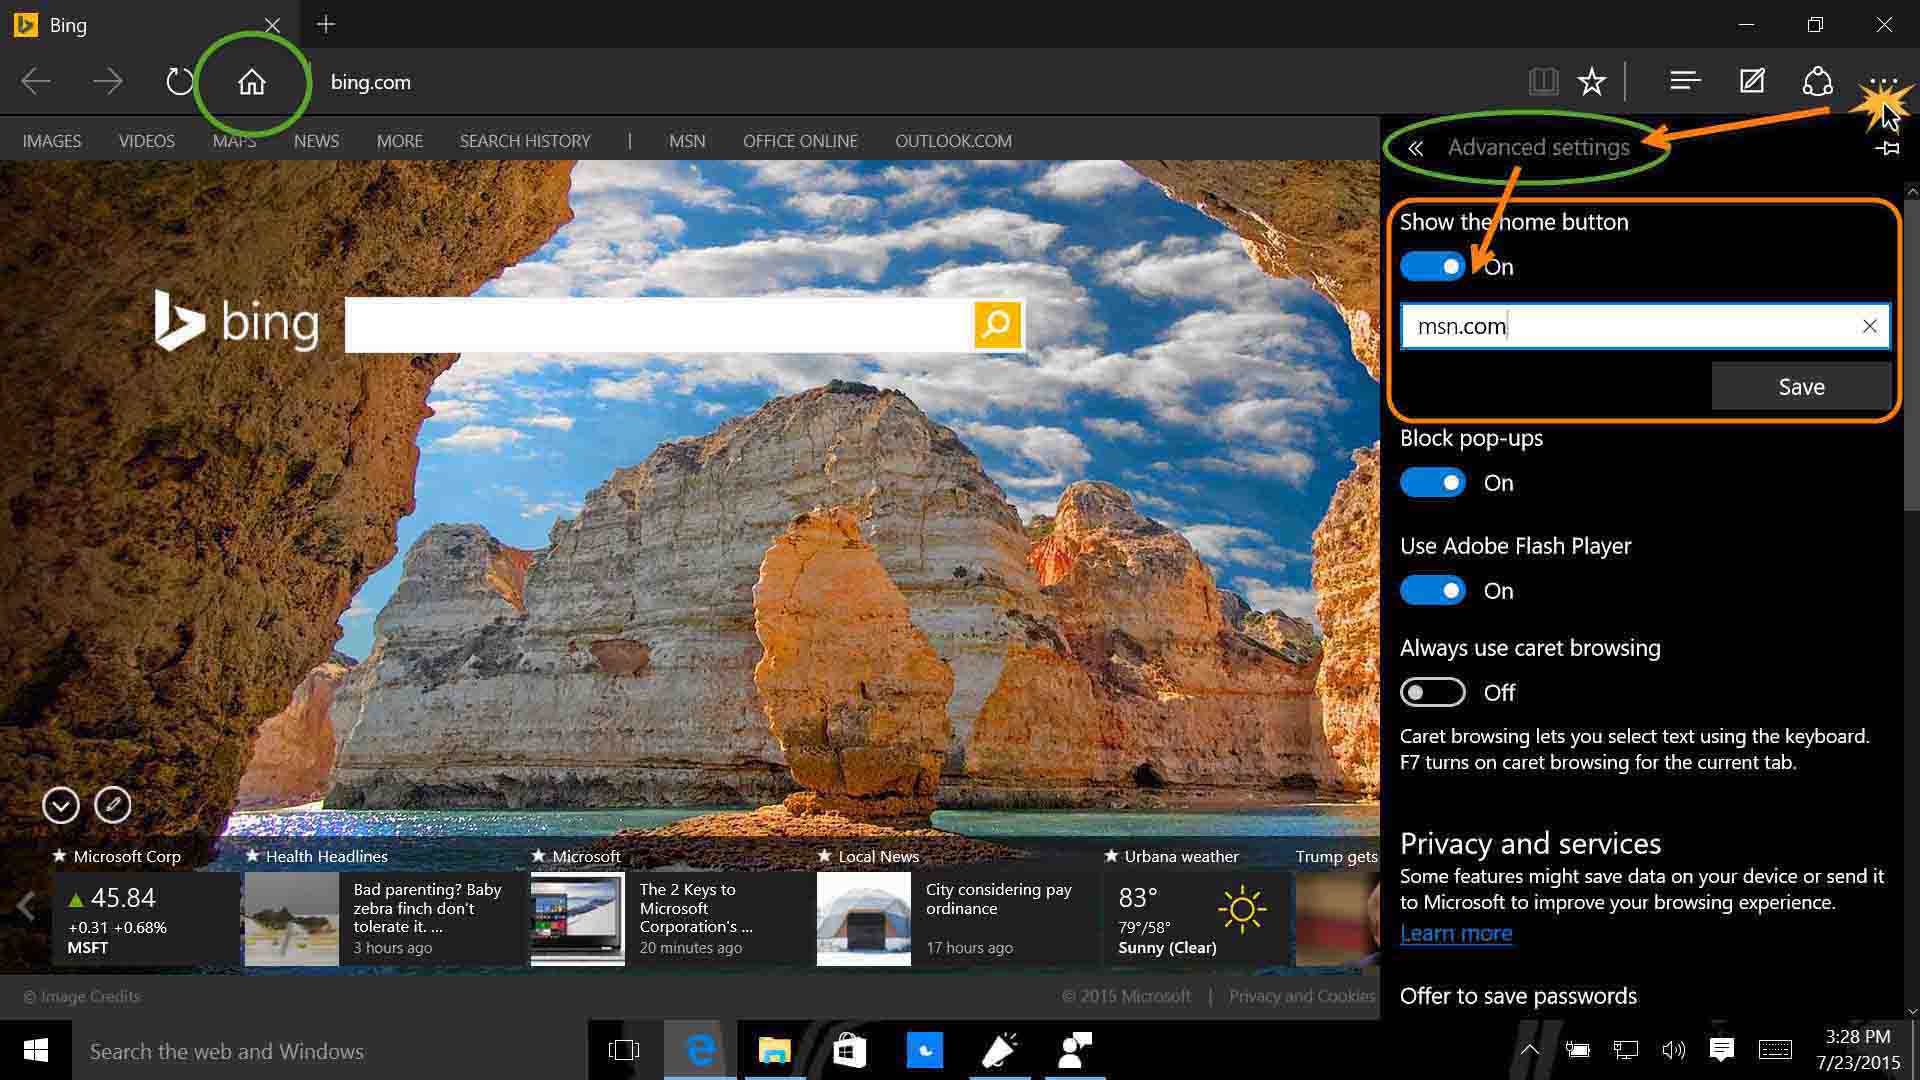 Bing
bing.com
IMAGES VIDEOS MAPS NEWS MORE SEARCH HISTORY | MSN OFFICE ONLINE OUTLOOK.COM
Advanced settings
Show the home button
On
msn.com
Save
Block pop-ups
On
Use Adobe Flash Player
On
Always use caret browsing
Off
Caret browsing lets you select text using the keyboard.
F7 turns on caret browsing for the current tab.
Privacy and services
Some features might save data on your device or send it
to Microsoft to improve your browsing experience.
Learn more
Offer to save passwords
bing
Microsoft Corp
45.84
+0.31 +0.68%
MSFT
Health Headlines
Bad parenting? Baby
zebra finch don't
tolerate it. ...
3 hours ago
Microsoft
The 2 Keys to
Microsoft
Corporation's ...
20 minutes ago
Local News
City considering pay
ordinance
17 hours ago
Urbana weather
83°
79°/58°
Sunny (Clear)
Trump gets
© Image Credits
© 2015 Microsoft | Privacy and Cookies
Search the web and Windows
3:28 PM
7/23/2015